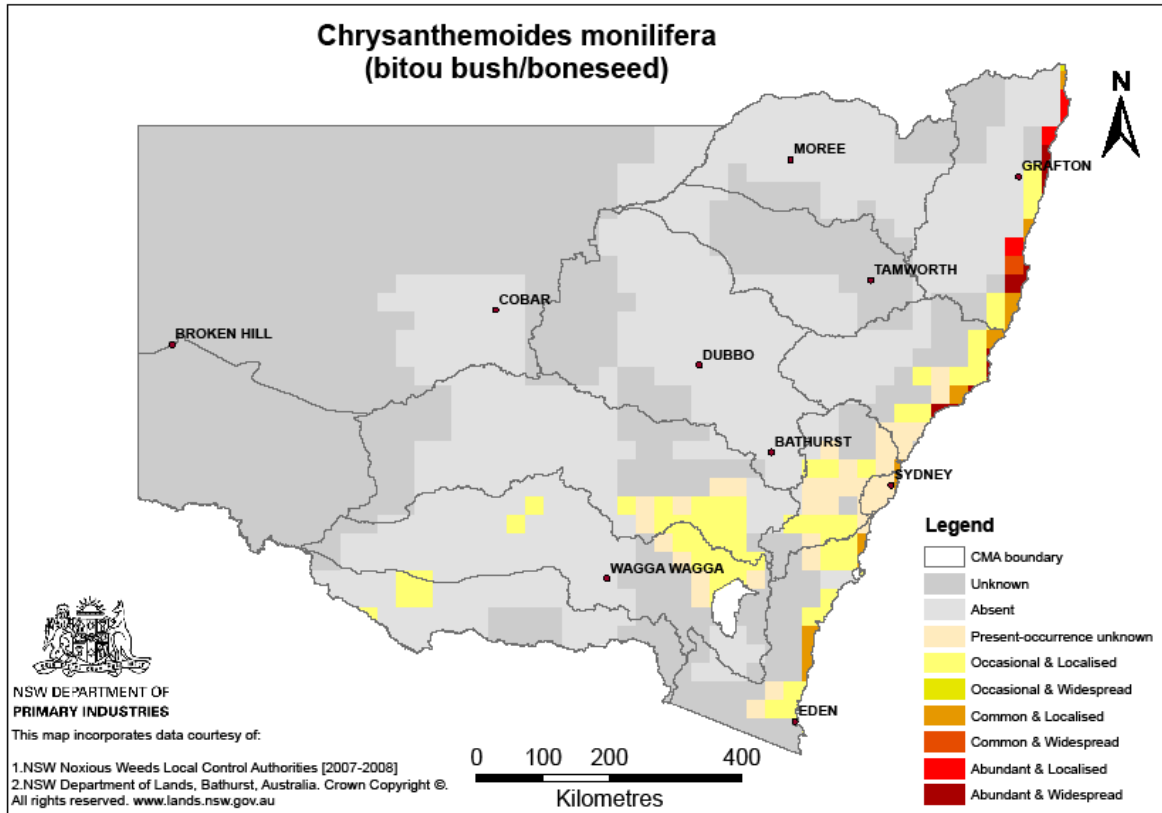 Chrysanthemoides monilifera
(bitou bush/boneseed)
N
MOREE
GRAFTON
TAMWORTH
COBAR
BROKEN HILL
DUBBO
BATHURST
SYDNEY
WAGGA WAGGA
EDEN
Legend
CMA boundary
Unknown
Absent
Present-occurrence unknown
Occasional & Localised
Occasional & Widespread
Common & Localised
Common & Widespread
Abundant & Localised
Abundant & Widespread
NSW DEPARTMENT OF
PRIMARY INDUSTRIES
This map incorporates data courtesy of:
1.NSW Noxious Weeds Local Control Authorities [2007-2008]
2.NSW Department of Lands, Bathurst, Australia. Crown Copyright ©.
All rights reserved. www.lands.nsw.gov.au
0 100 200 400
Kilometres